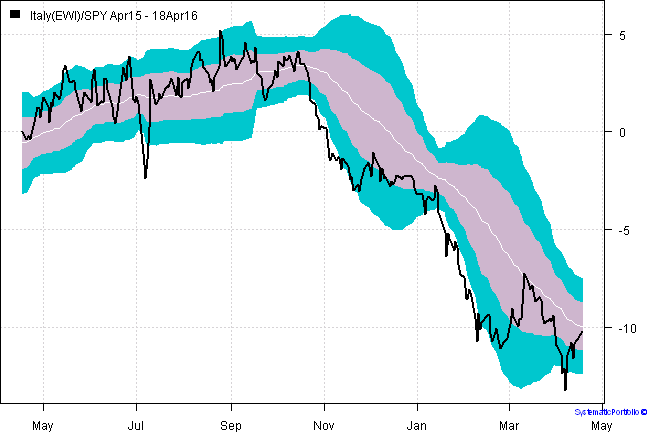 Italy(EWI)/SPY Apr15 - 18Apr16
5
0
-5
-10
SystematicPortfolio ©
May Jul Sep Nov Jan Mar May